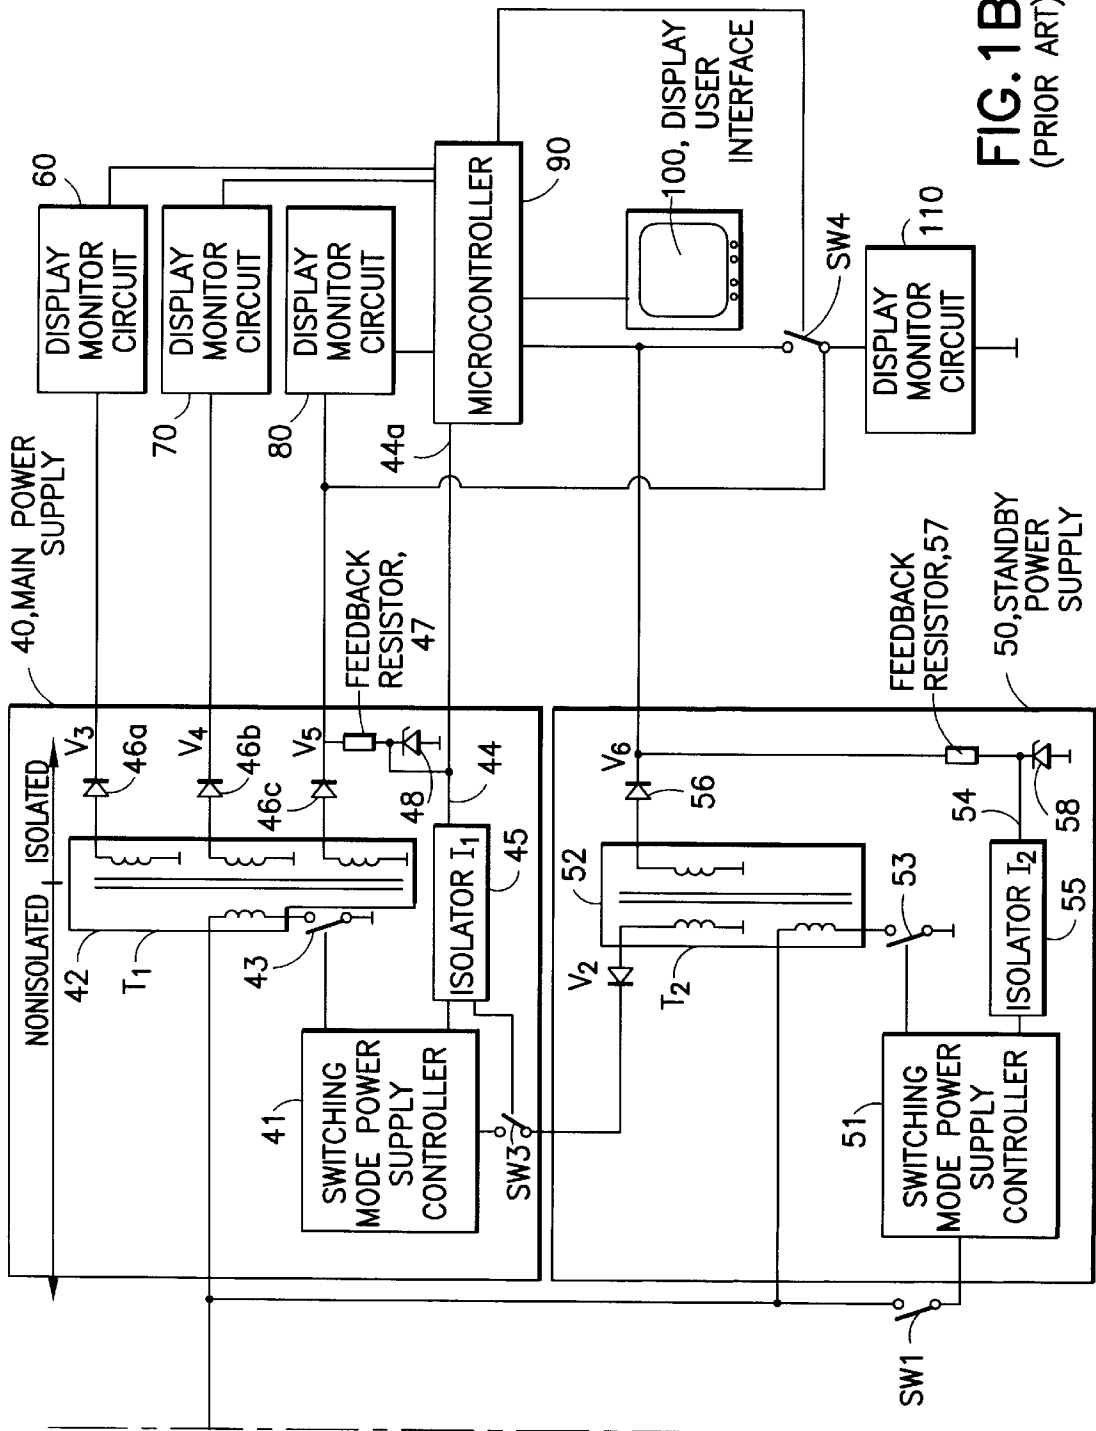 40,MAIN POWER
SUPPLY
NONISOLATED
ISOLATED
42
T1
43
V3
46a
V4
46b
V5
46c
FEEDBACK
RESISTOR,
47
48
44
44a
ISOLATOR I1
45
41
SWITCHING
MODE POWER
SUPPLY
CONTROLLER
SW3
60
DISPLAY
MONITOR
CIRCUIT
70
DISPLAY
MONITOR
CIRCUIT
80
DISPLAY
MONITOR
CIRCUIT
MICROCONTROLLER
90
100, DISPLAY
USER
INTERFACE
SW4
DISPLAY
MONITOR
CIRCUIT
110
V2
52
T2
V6
56
53
54
58
FEEDBACK
RESISTOR,57
ISOLATOR I2
55
51
SWITCHING
MODE POWER
SUPPLY
CONTROLLER
SW1
50,STANDBY
POWER
SUPPLY
FIG.1B
(PRIOR ART)